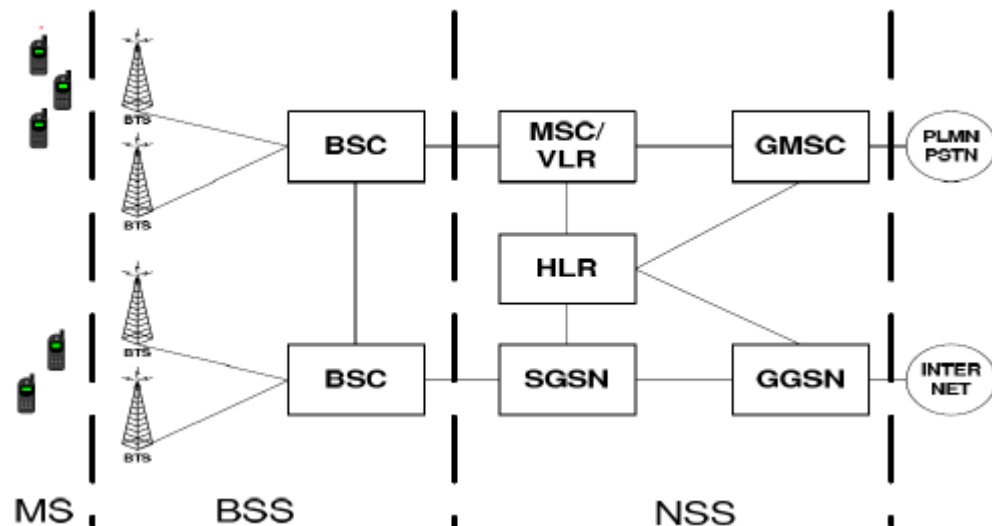 BTS
BSC
MSC/
VLR
GMSC
PLMN
PSTN
BTS
HLR
BTS
BSC
SGSN
GGSN
INTER
NET
BTS
MS
BSS
NSS